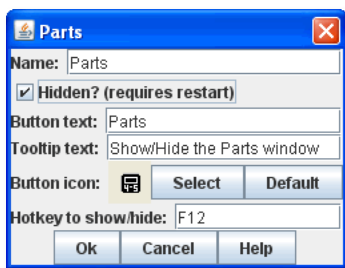 Parts
Name: Parts
Hidden? (requires restart)
Button text: Parts
Tooltip text: Show/Hide the Parts window
Button icon: Select Default
Hotkey to show/hide: F12
Ok Cancel Help